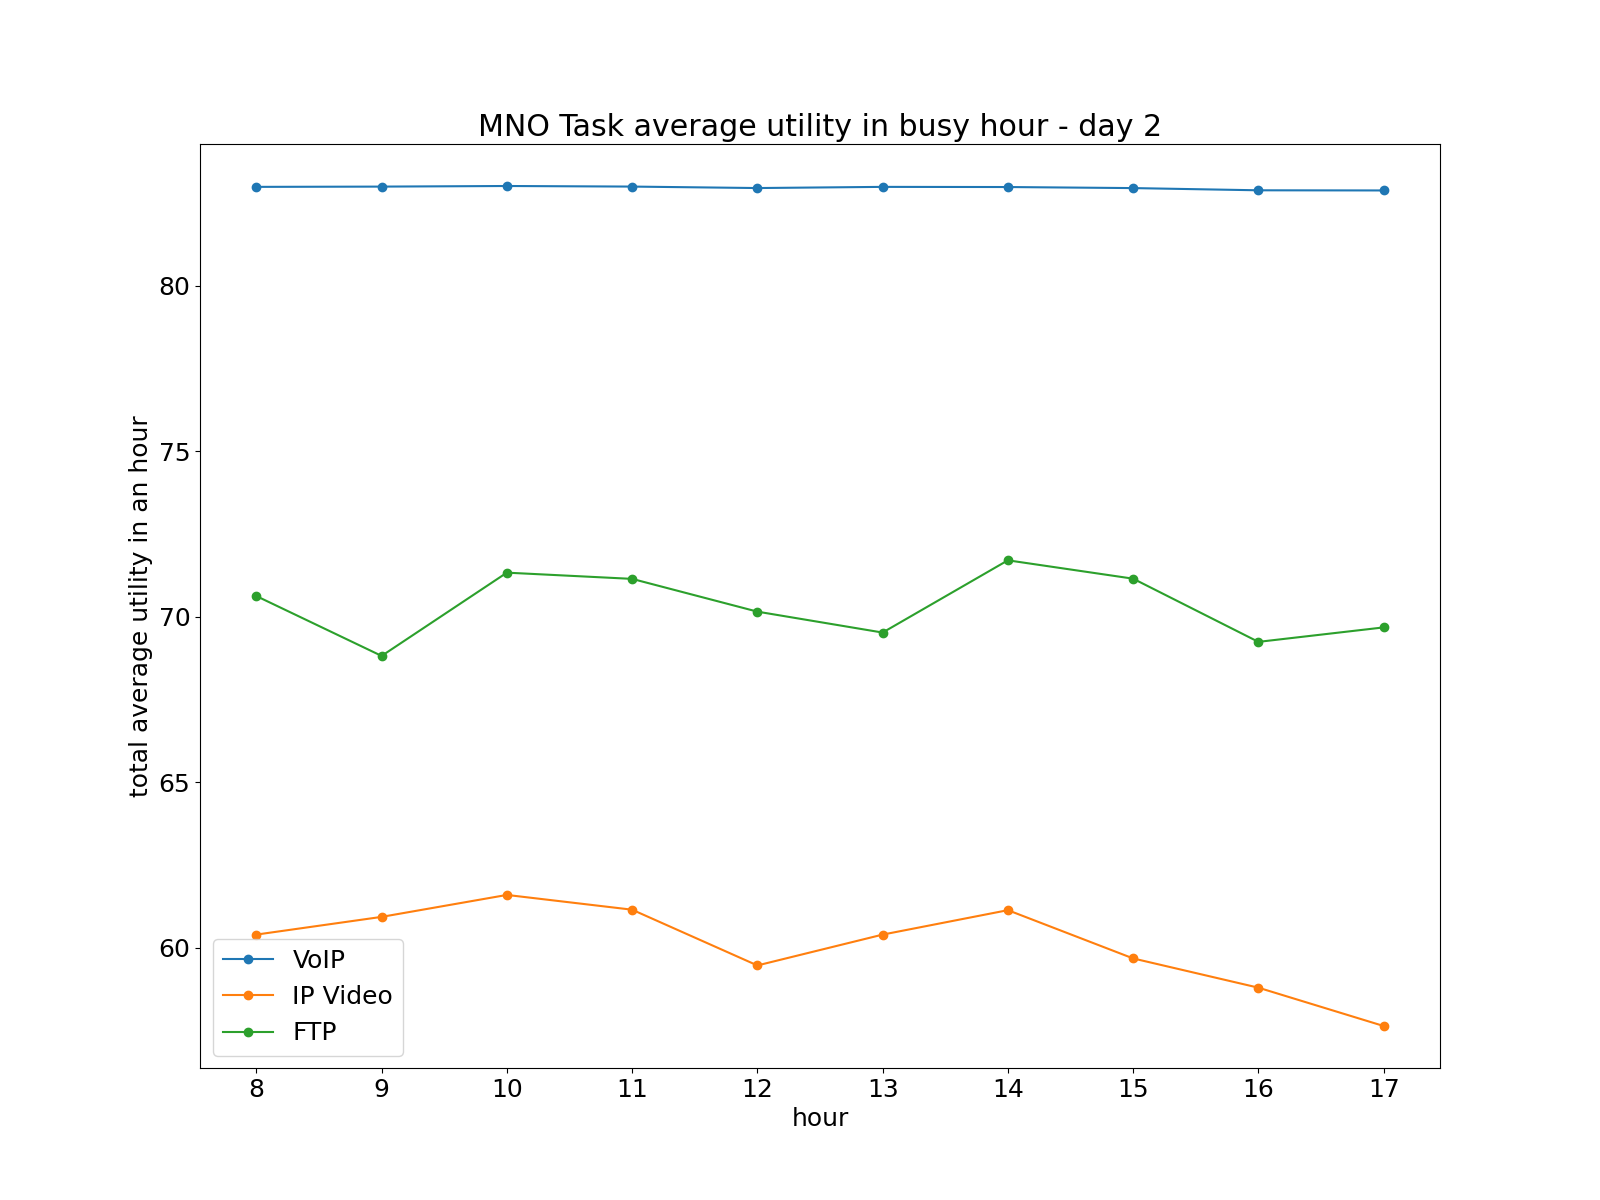 MNO Task average utility in busy hour - day 2
total average utility in an hour
80
75
70
65
60
VoIP
IP Video
FTP
8 9 10 11 12 13 14 15 16 17
hour